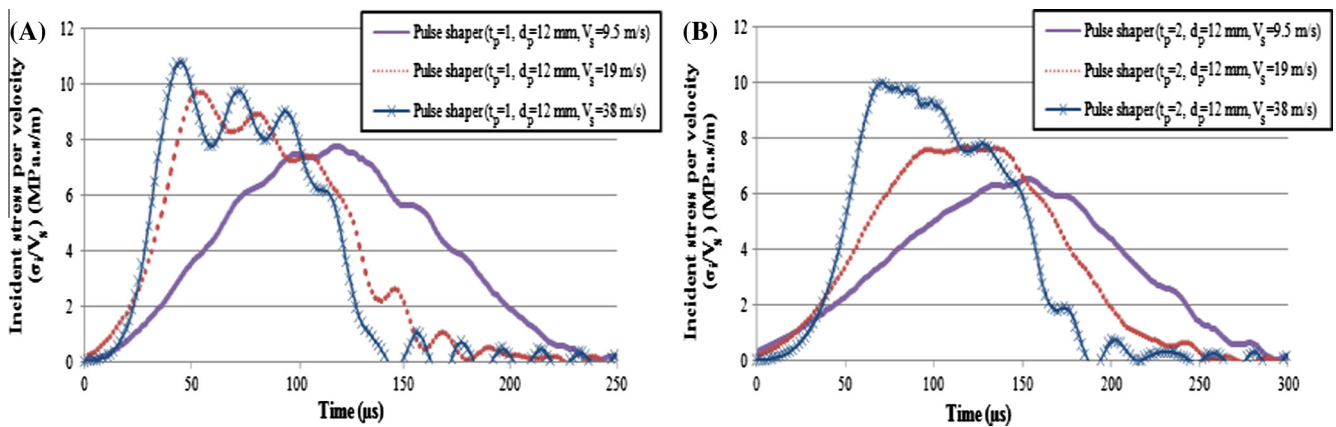 (A)
Incident stress per velocity
(σᵢ/Vₛ) (MPa.s/m)
12
10
8
6
4
2
0
Pulse shaper (tₚ=1, dₚ=12 mm, Vₛ=9.5 m/s)
Pulse shaper (tₚ=1, dₚ=12 mm, Vₛ=19 m/s)
Pulse shaper (tₚ=1, dₚ=12 mm, Vₛ=38 m/s)
0 50 100 150 200 250
Time (µs)
(B)
Incident stress per velocity
(σᵢ/Vₛ) (MPa.s/m)
12
10
8
6
4
2
0
Pulse shaper (tₚ=2, dₚ=12 mm, Vₛ=9.5 m/s)
Pulse shaper (tₚ=2, dₚ=12 mm, Vₛ=19 m/s)
Pulse shaper (tₚ=2, dₚ=12 mm, Vₛ=38 m/s)
0 50 100 150 200 250 300
Time (µs)